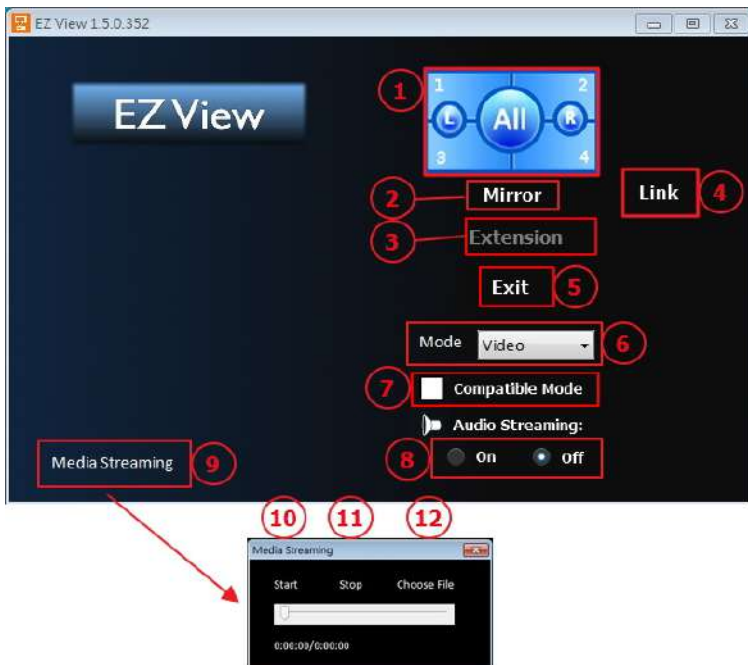 EZ View 1.5.0.352
EZ View
1
1 2
L All R
3 4
2 Mirror
Link 4
3 Extension
Exit 5
Mode Video 6
7 Compatible Mode
Audio Streaming:
8 On Off
Media Streaming 9
10 11 12
Media Streaming
Start Stop Choose File
0:00:00/0:00:00